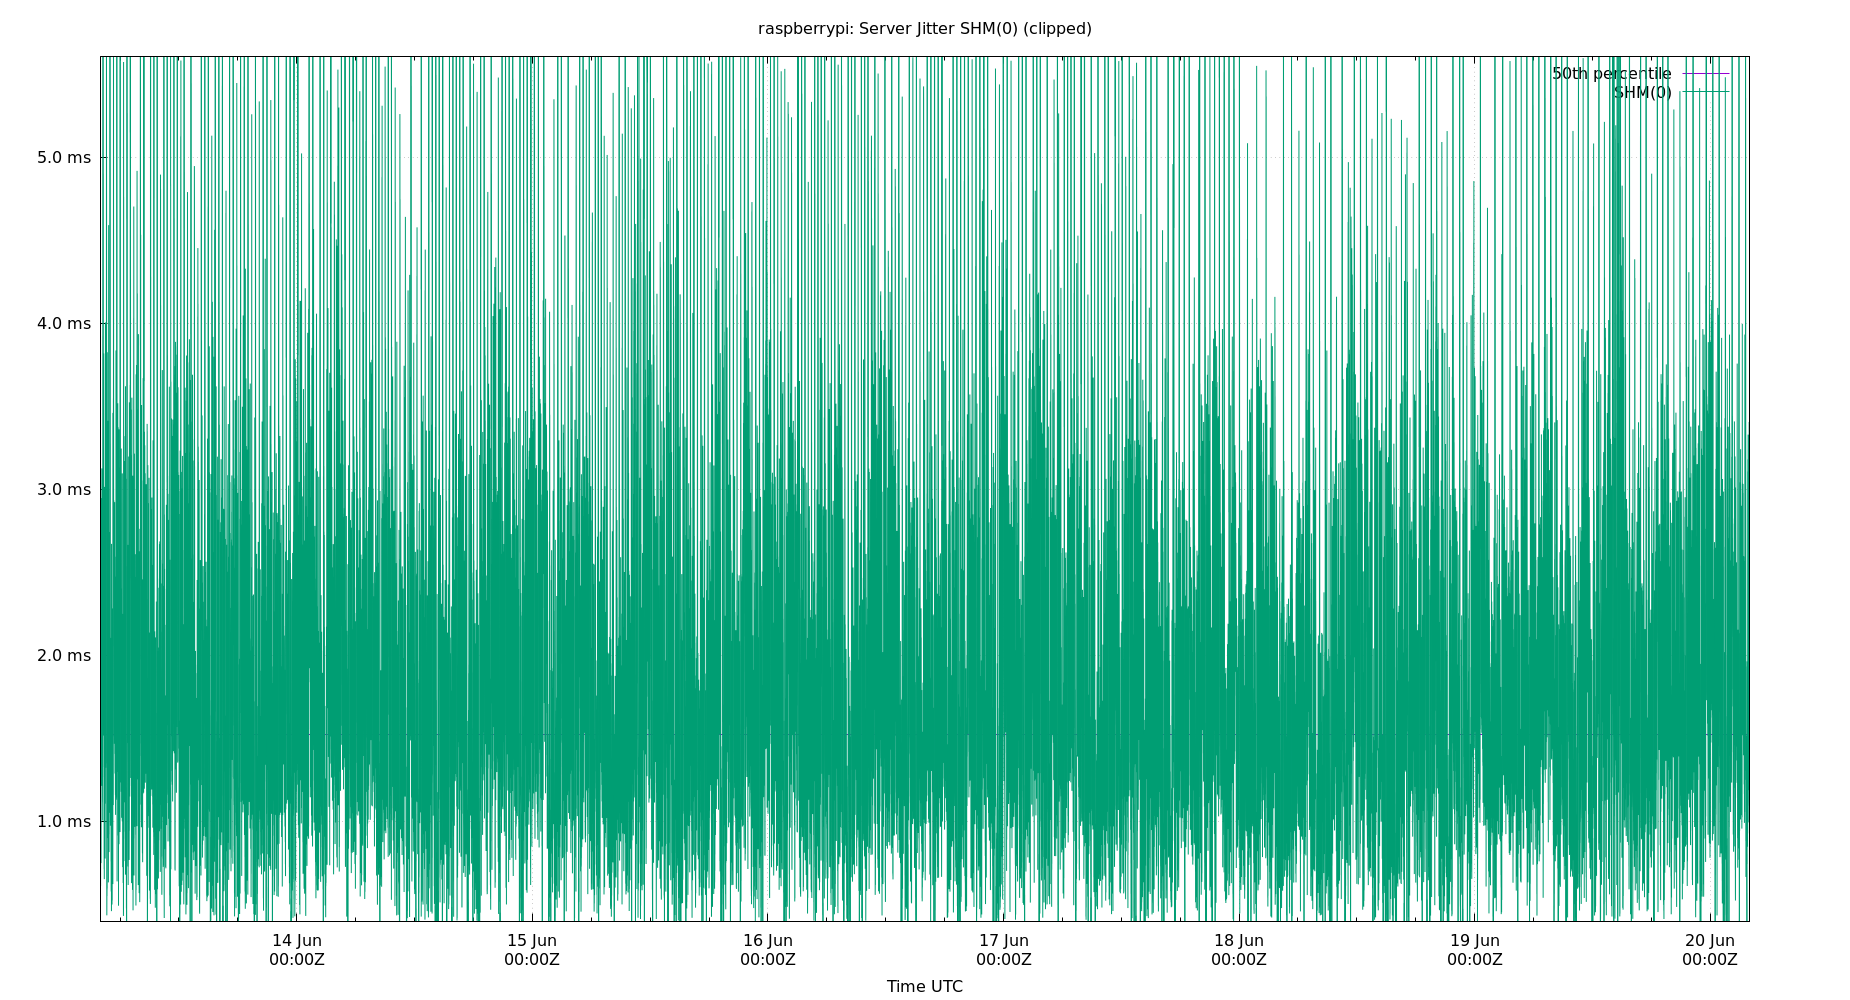 raspberrypi: Server Jitter SHM(0) (clipped)
50th percentile
SHM(0)
5.0 ms
4.0 ms
3.0 ms
2.0 ms
1.0 ms
14 Jun 15 Jun 16 Jun 17 Jun 18 Jun 19 Jun 20 Jun
00:00Z 00:00Z 00:00Z 00:00Z 00:00Z 00:00Z 00:00Z
Time UTC